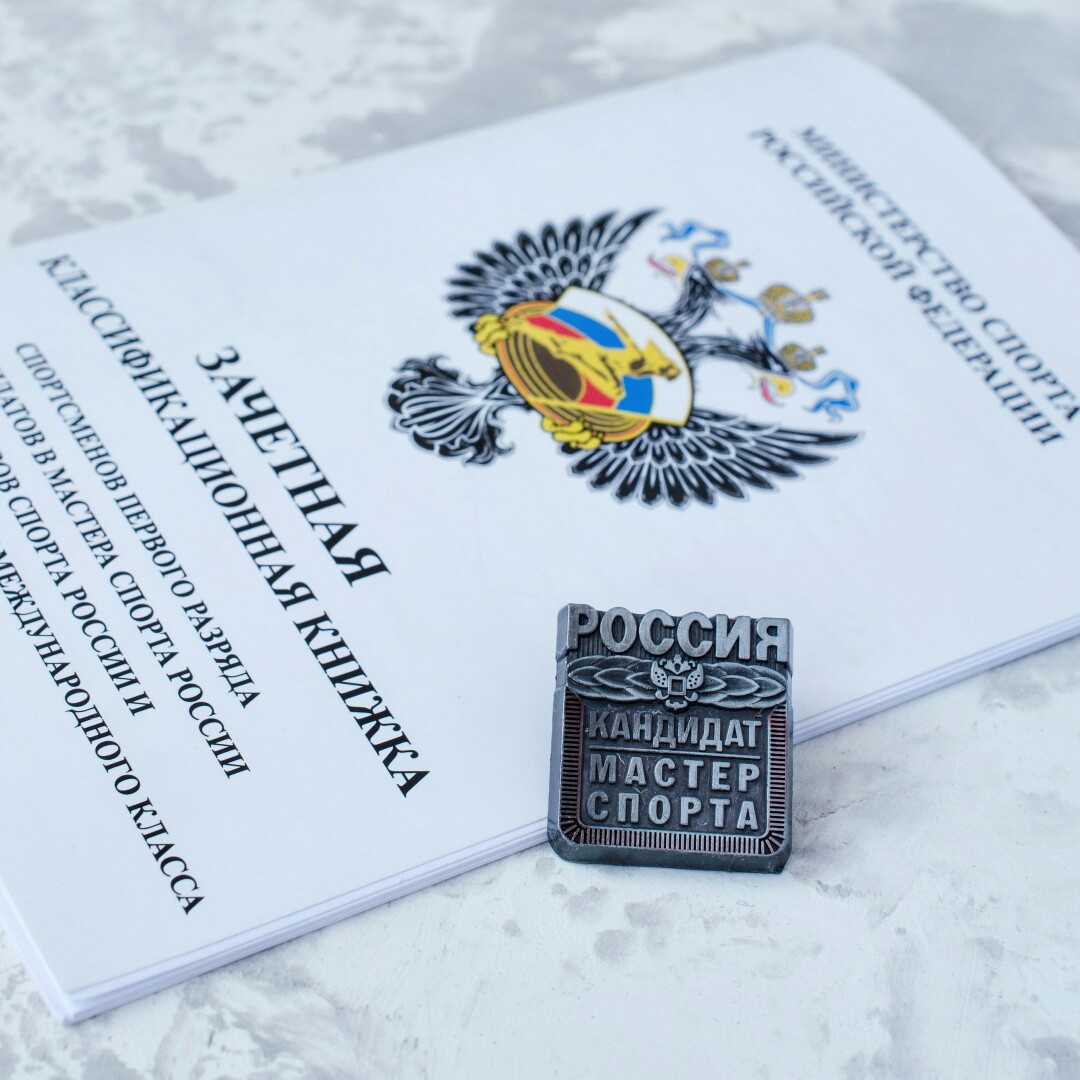 МИНИСТЕРСТВО СПОРТА
РОССИЙСКОЙ ФЕДЕРАЦИИ
ЗАЧЕТНАЯ
КЛАССИФИКАЦИОННАЯ КНИЖКА
СПОРТСМЕНОВ ПЕРВОГО РАЗРЯДА
В МАСТЕРА СПОРТА РОССИИ
СПОРТА РОССИИ И
МЕЖДУНАРОДНОГО КЛАССА
РОССИЯ
КАНДИДАТ
МАСТЕР
СПОРТА